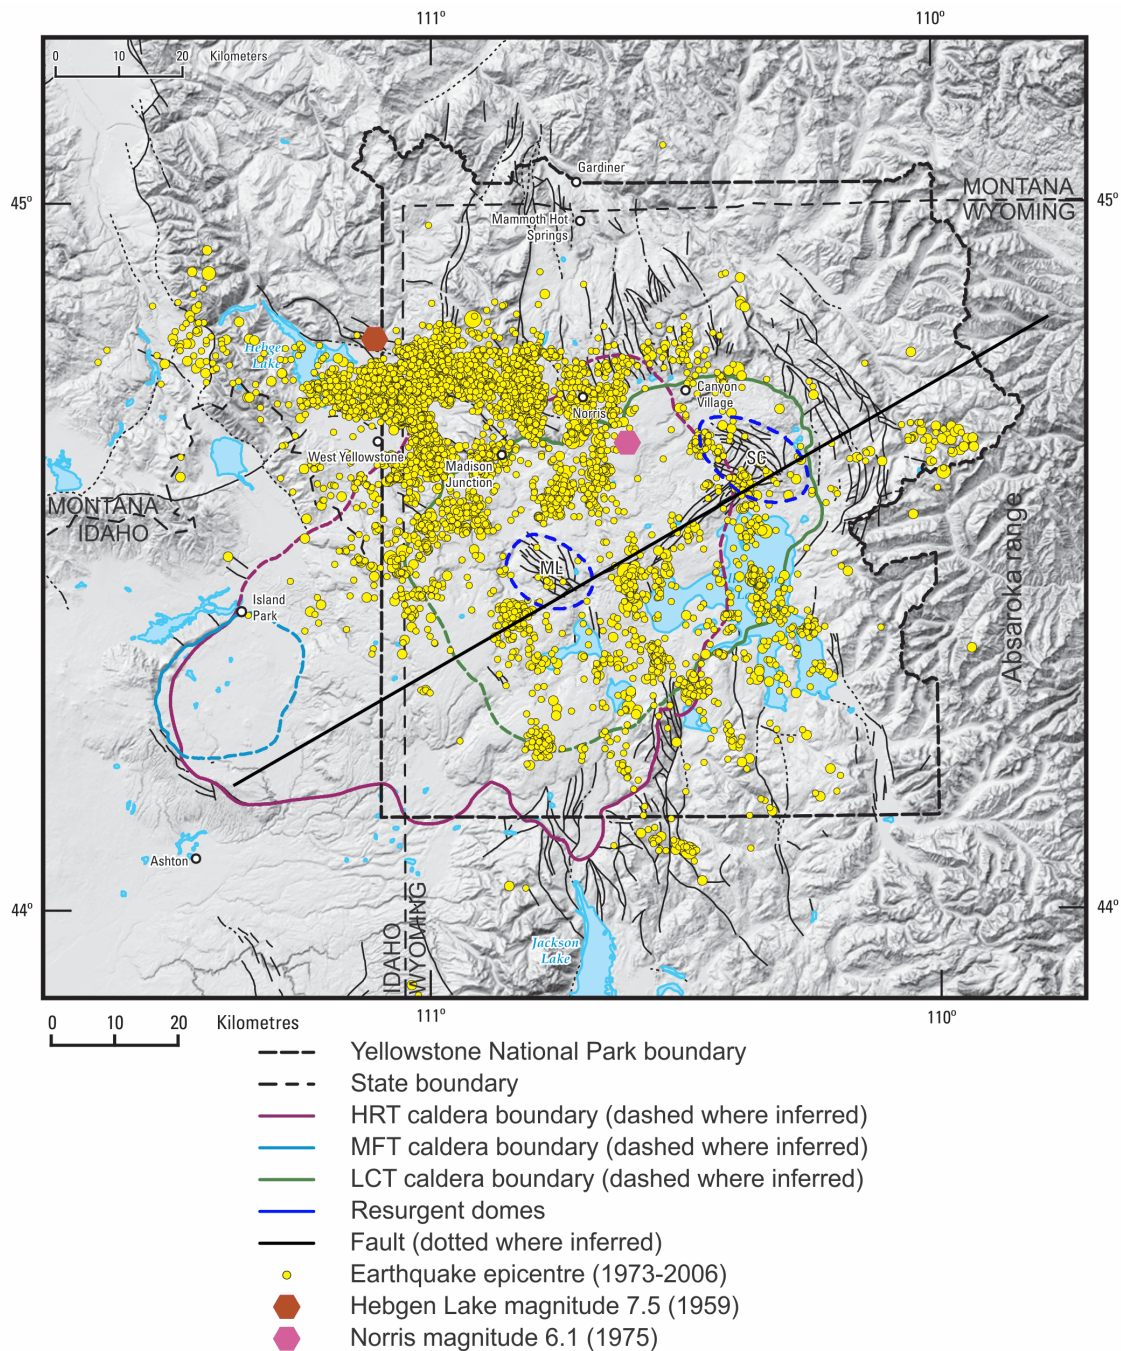 111° 110°
0 10 20 Kilometers
Gardiner
MONTANA
45° 45°
WYOMING
Mammoth Hot
Springs
Hebgen
Lake
Canyon
Village
Norris
West Yellowstone
SC
Madison
Junction
MONTANA
IDAHO
Absaroka range
ML
Island
Park
Ashton
44° 44°
IDAHO
WYOMING
Jackson
Lake
111° 110°
0 10 20 Kilometres
Yellowstone National Park boundary
State boundary
HRT caldera boundary (dashed where inferred)
MFT caldera boundary (dashed where inferred)
LCT caldera boundary (dashed where inferred)
Resurgent domes
Fault (dotted where inferred)
Earthquake epicentre (1973-2006)
Hebgen Lake magnitude 7.5 (1959)
Norris magnitude 6.1 (1975)